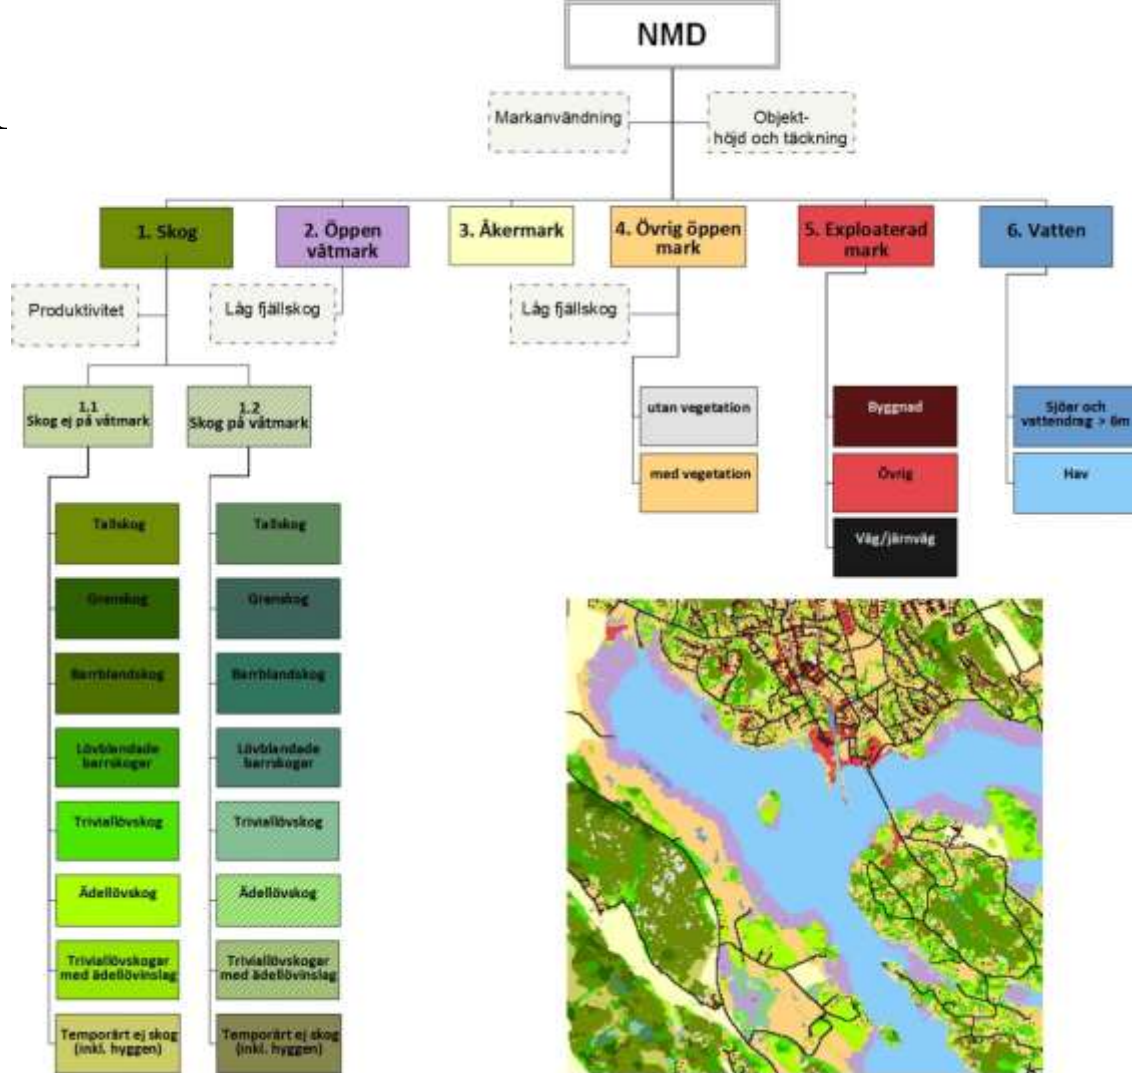 NMD
Markanvändning
Objekt-
höjd och täckning
1. Skog
2. Öppen
våtmark
3. Åkermark
4. Övrig öppen
mark
5. Exploaterad
mark
6. Vatten
Produktivitet
Låg fjällskog
Låg fjällskog
1.1
Skog ej på våtmark
1.2
Skog på våtmark
utan vegetation
med vegetation
Byggnad
Övrig
Väg/järnväg
Sjöar och
vattendrag > 6m
Hav
Tallskog
Granskog
Barrblandskog
Lövblandade
barrskogar
Triviallövskog
Ädellövskog
Triviallövskogar
med ädellövinslag
Temporärt ej skog
(inkl. hyggen)
Tallskog
Granskog
Barrblandskog
Lövblandade
barrskogar
Triviallövskog
Ädellövskog
Triviallövskogar
med ädellövinslag
Temporärt ej skog
(inkl. hyggen)